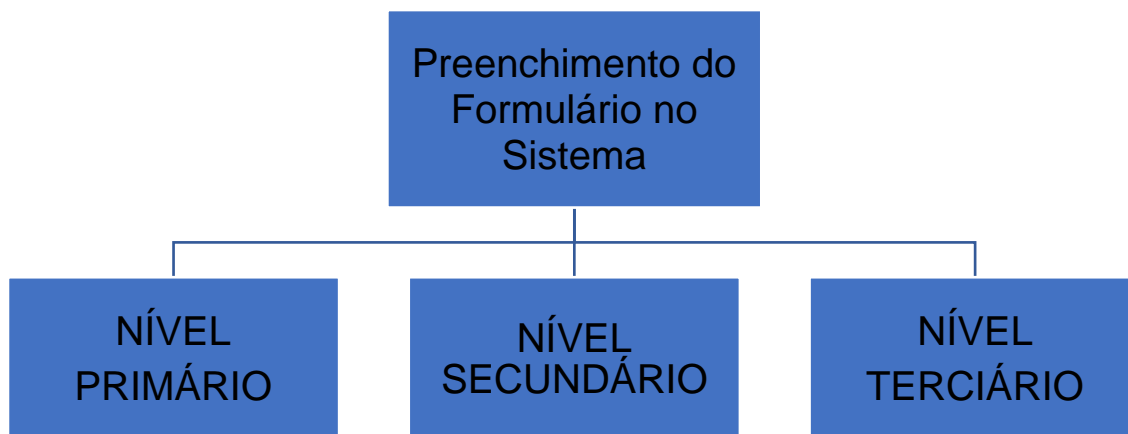 Preenchimento do
Formulário no
Sistema
NÍVEL
PRIMÁRIO
NÍVEL
SECUNDÁRIO
NÍVEL
TERCIÁRIO